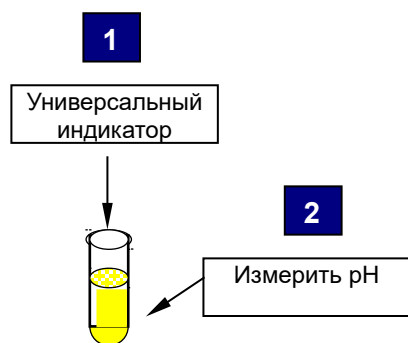 1
Универсальный
индикатор
2
Измерить pH